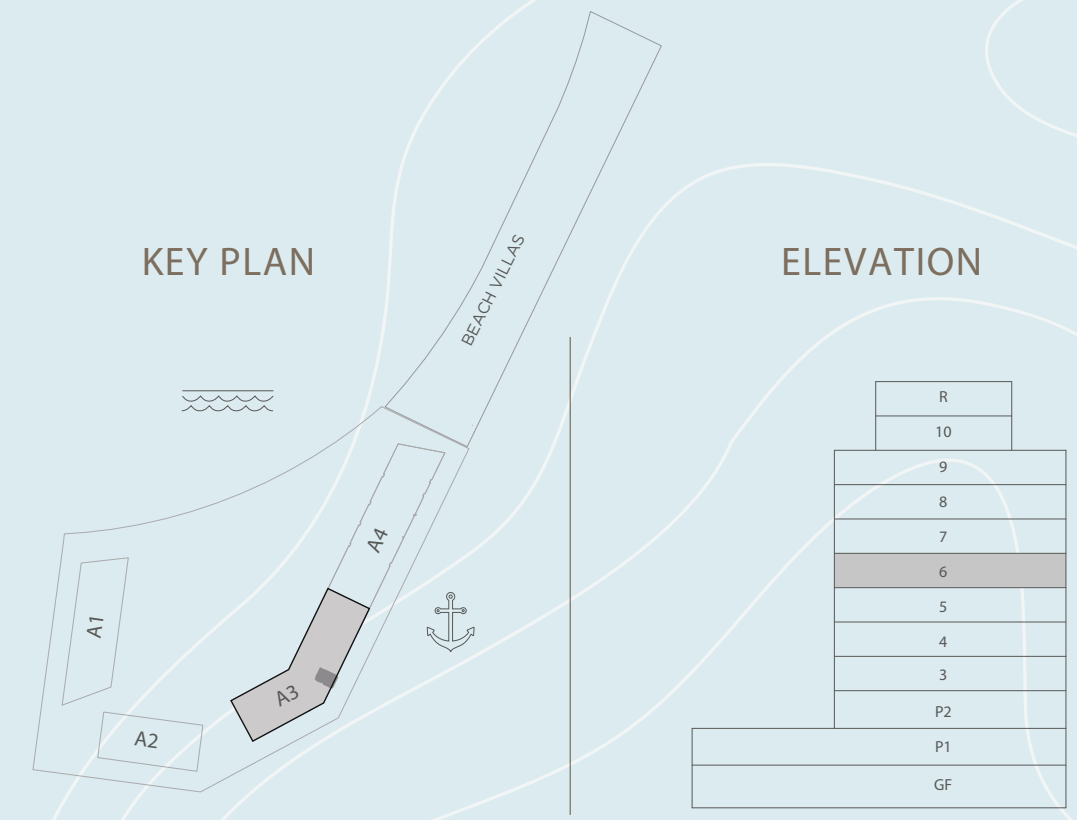 KEY PLAN
ELEVATION
BEACH VILLAS
A4
A1
A3
A2
R
10
9
8
7
6
5
4
3
P2
P1
GF